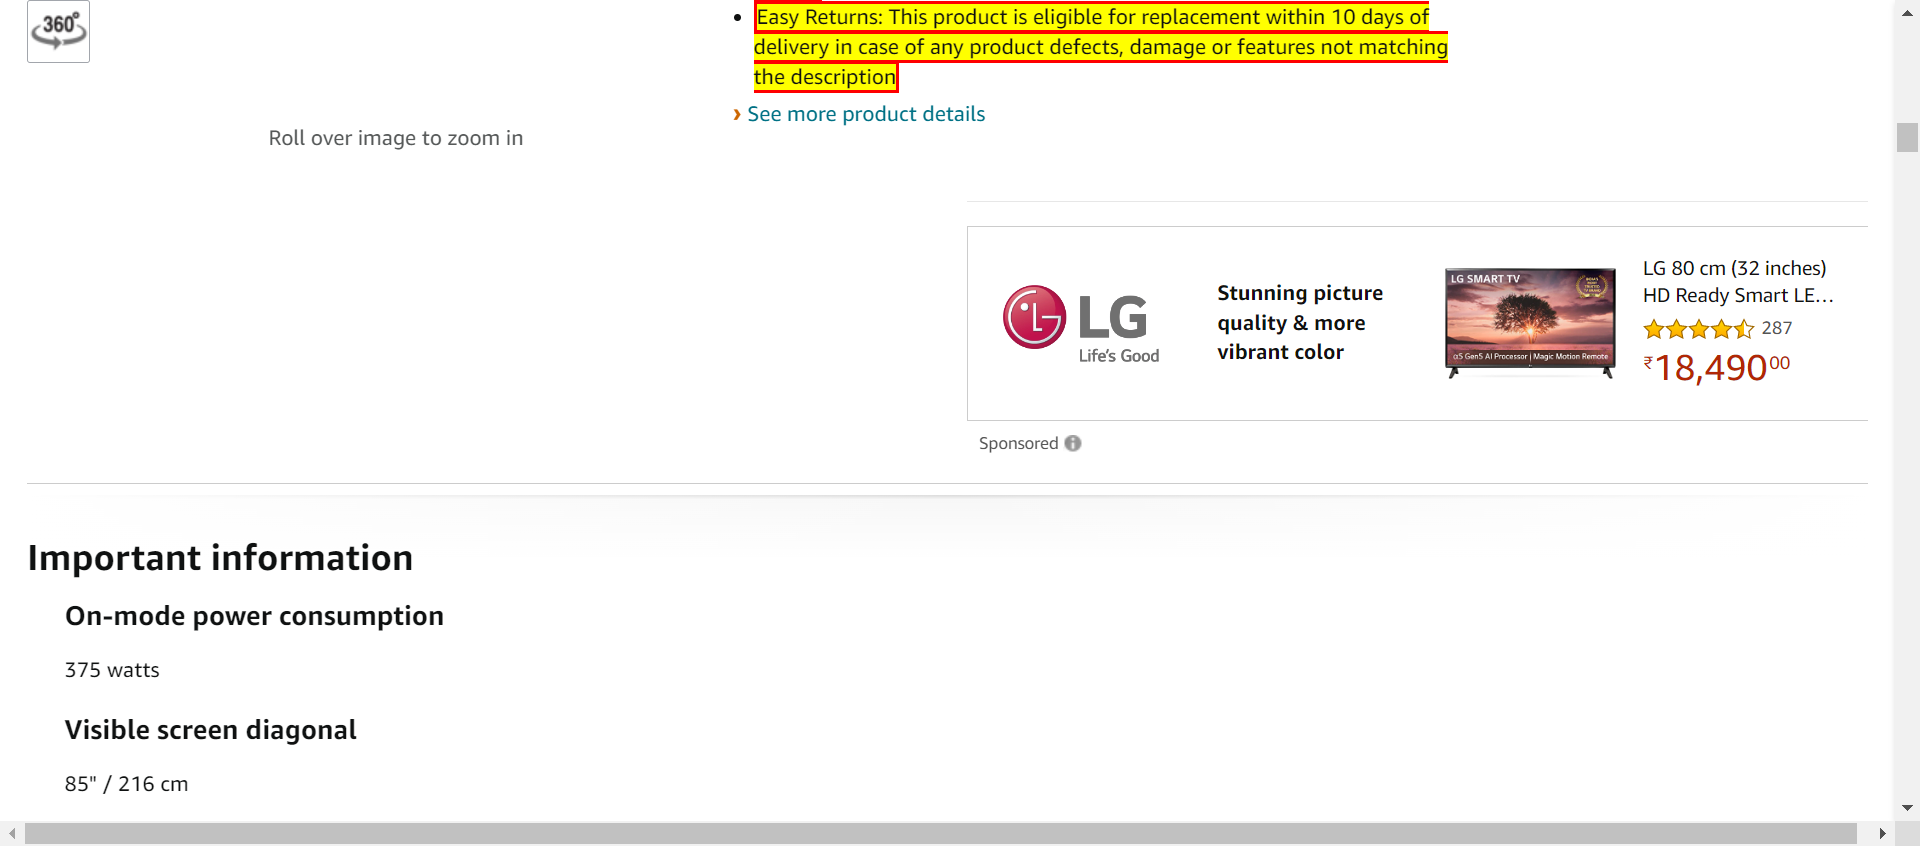 360°
Easy Returns: This product is eligible for replacement within 10 days of
delivery in case of any product defects, damage or features not matching
the description
› See more product details
Roll over image to zoom in
LG
Life's Good
Stunning picture
quality & more
vibrant color
LG SMART TV
α5 Gen5 AI Processor | Magic Motion Remote
LG 80 cm (32 inches)
HD Ready Smart LE…
287
₹18,49000
Sponsored
Important information
On-mode power consumption
375 watts
Visible screen diagonal
85" / 216 cm